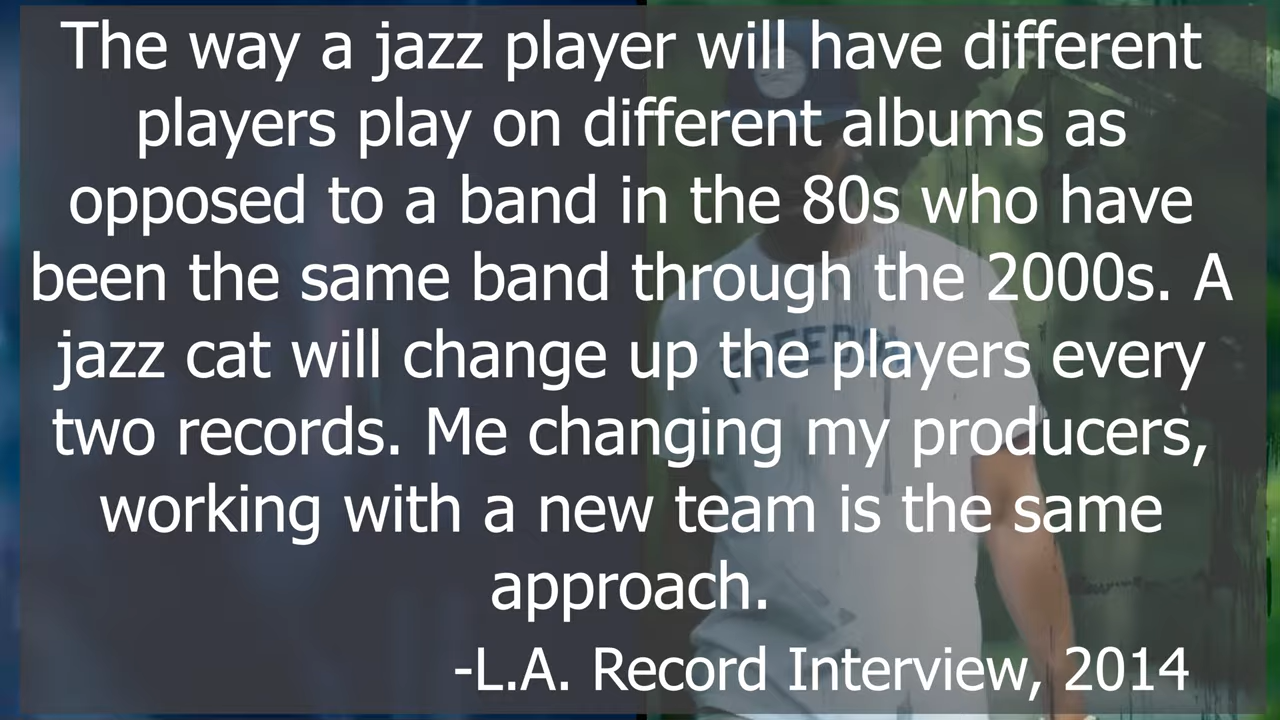 The way a jazz player will have different
players play on different albums as
opposed to a band in the 80s who have
been the same band through the 2000s. A
jazz cat will change up the players every
two records. Me changing my producers,
working with a new team is the same
approach.
-L.A. Record Interview, 2014